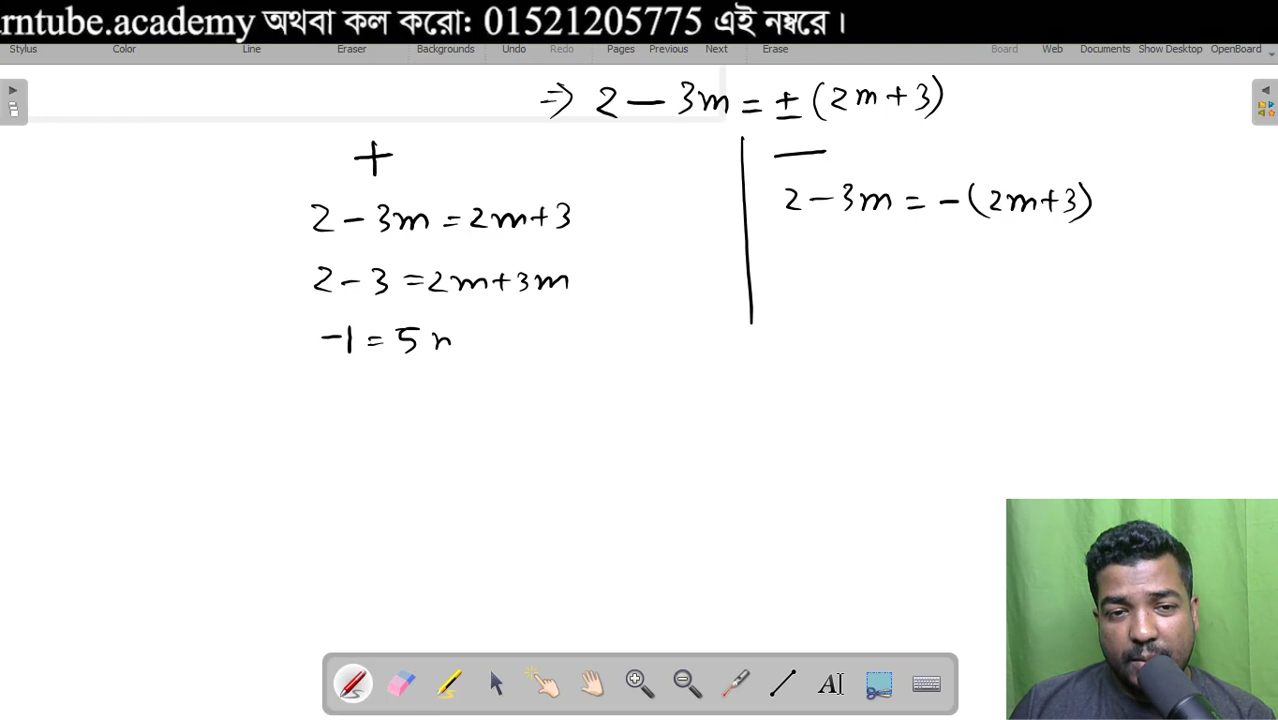 rntube.academy অথবা কল করোঃ 01521205775 এই নম্বরে।
Stylus Color Line Eraser Backgrounds Undo Redo Pages Previous Next Erase Board Web Documents Show Desktop OpenBoard
⇒ 2 - 3m = ± (2m + 3)
+
2 - 3m = 2m + 3
2 - 3 = 2m + 3m
-1 = 5
—
2 - 3m = -(2m + 3)